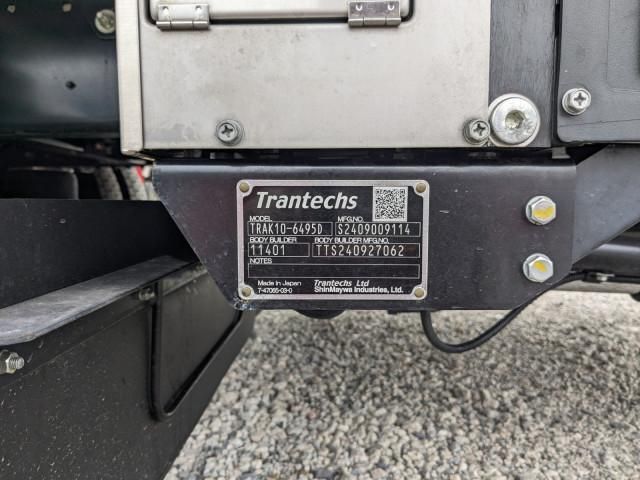 Trantechs
MODEL MFG.NO.
TRAK10-6495D S2409009114
BODY BUILDER BODY BUILDER MFG.NO.
11401 TTS240927062
NOTES
Made in Japan Trantechs Ltd
7-47065-03-0 ShinMaywa Industries, Ltd.